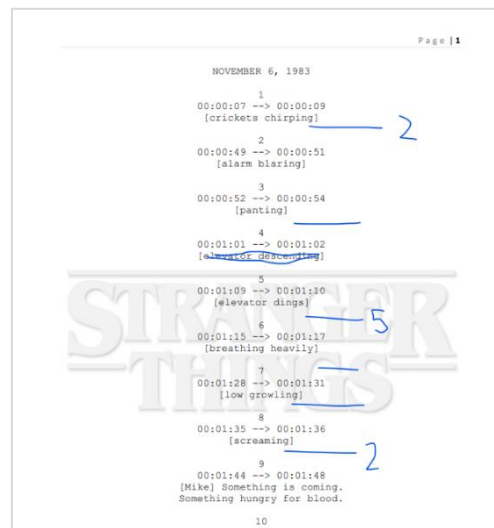 Page | 1
NOVEMBER 6, 1983
1
00:00:07 --> 00:00:09
[crickets chirping]
2
2
00:00:49 --> 00:00:51
[alarm blaring]
3
00:00:52 --> 00:00:54
[panting]
4
00:01:01 --> 00:01:02
[elevator descending]
5
00:01:09 --> 00:01:10
[elevator dings]
5
STRANGER
6
00:01:15 --> 00:01:17
[breathing heavily]
THINGS
7
00:01:28 --> 00:01:31
[low growling]
8
00:01:35 --> 00:01:36
[screaming]
2
9
00:01:44 --> 00:01:48
[Mike] Something is coming.
Something hungry for blood.
10